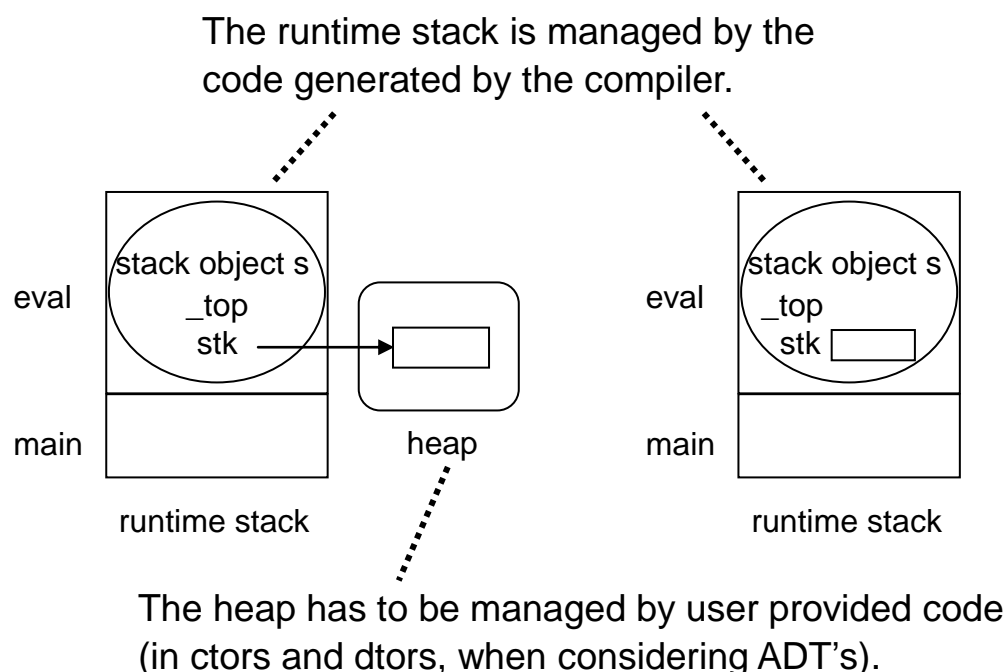 The runtime stack is managed by the
code generated by the compiler.
stack object s
_top
stk
eval
main
runtime stack
heap
stack object s
_top
stk
eval
main
runtime stack
The heap has to be managed by user provided code
(in ctors and dtors, when considering ADT's).